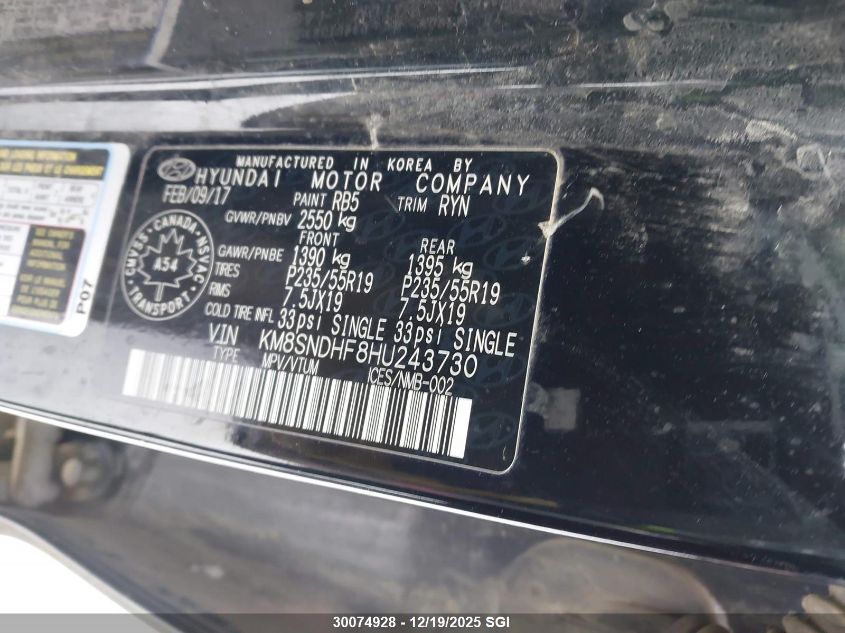 MANUFACTURED IN KOREA BY
HYUNDAI MOTOR COMPANY
FEB/09/17 PAINT RB5 TRIM RYN
GVWR/PNBV 2550 kg
FRONT REAR
GAWR/PNBE 1390 kg 1395 kg
TIRES P235/55R19 P235/55R19
RIMS 7.5JX19 7.5JX19
COLD TIRE INFL 33psi SINGLE 33psi SINGLE
VIN KM8SNDHF8HU243730
TYPE MPV/VTUM ICES/NMB-002
CMVSS CANADA NSVAC
A54
TRANSPORT
P07
30074928 - 12/19/2025 SGI